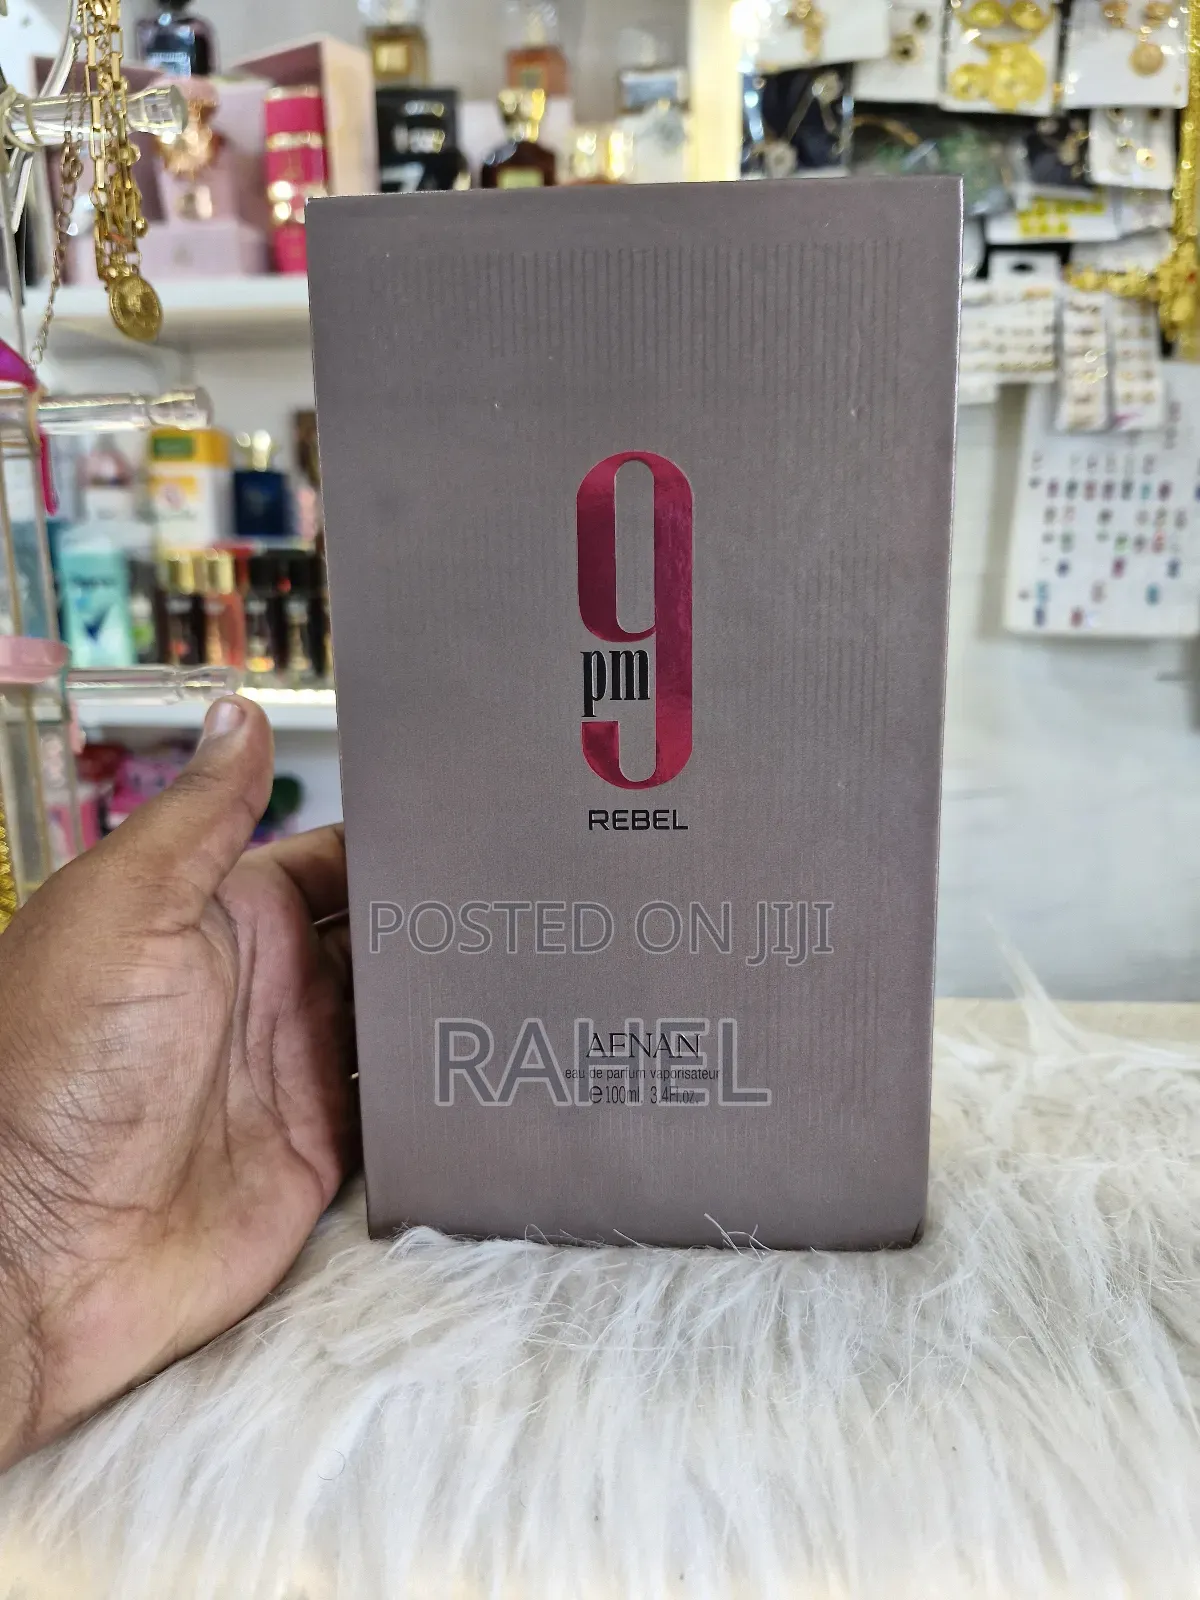 9
pm
REBEL
POSTED ON JIJI
RAHEL
AFNAN
eau de parfum vaporisateur
e 100ml. 3.4Fl.oz.